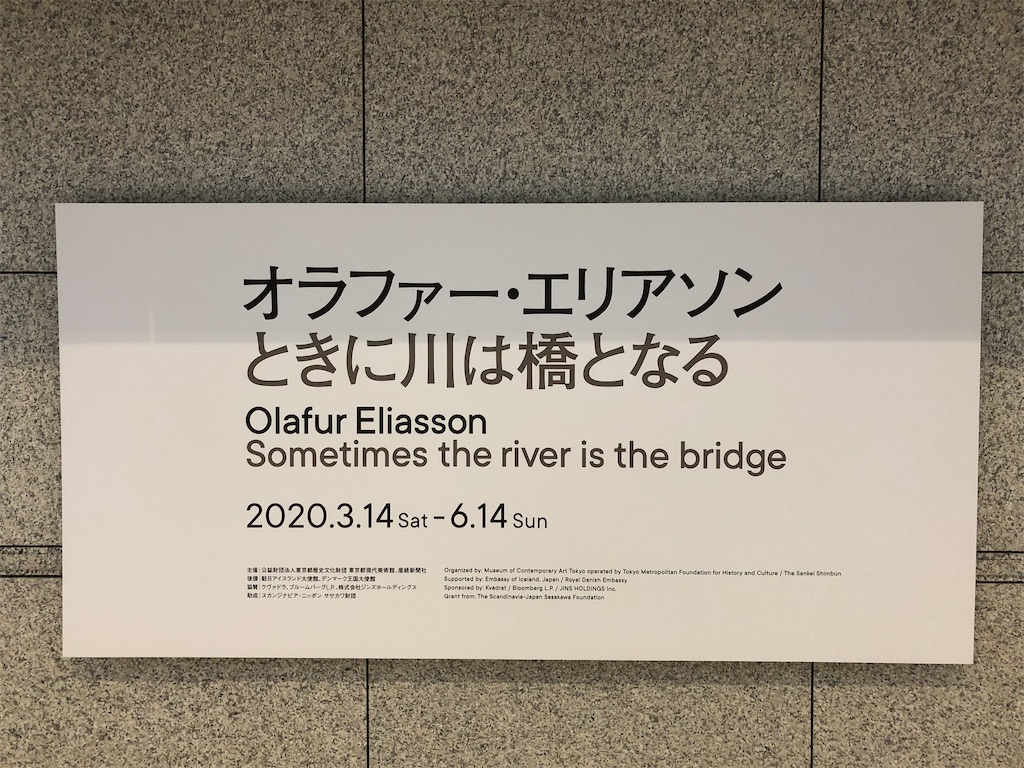 オラファー・エリアソン
ときに川は橋となる
Olafur Eliasson
Sometimes the river is the bridge
2020.3.14 Sat - 6.14 Sun
主催|公益財団法人東京都歴史文化財団 東京都現代美術館、産経新聞社
後援|駐日アイスランド大使館、デンマーク王国大使館
協賛|クヴァドラ、ブルームバーグL.P.、株式会社ジンズホールディングス
助成|スカンジナビア・ニッポン ササカワ財団
Organized by: Museum of Contemporary Art Tokyo operated by Tokyo Metropolitan Foundation for History and Culture / The Sankei Shimbun
Supported by: Embassy of Iceland, Japan / Royal Danish Embassy
Sponsored by: Kvadrat / Bloomberg L.P. / JINS HOLDINGS Inc.
Grant from: The Scandinavia-Japan Sasakawa Foundation